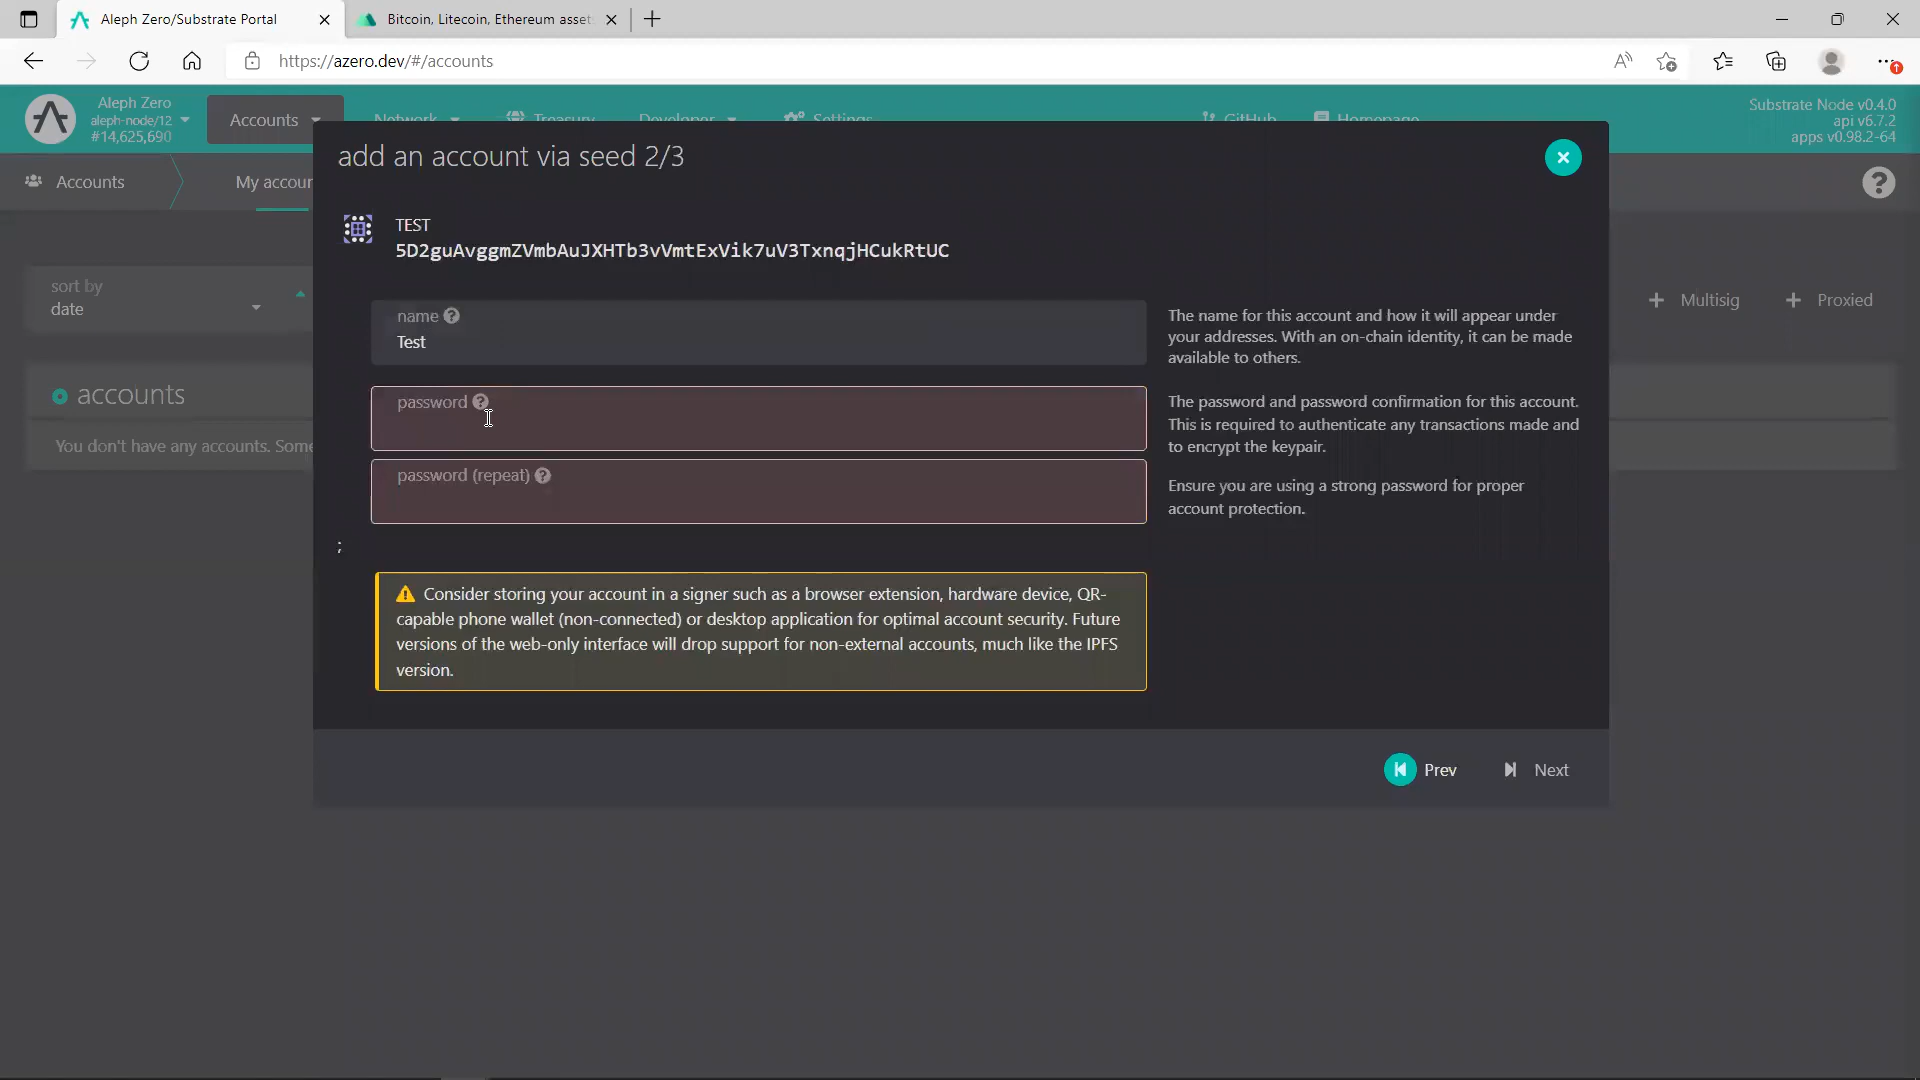 Aleph Zero/Substrate Portal
Bitcoin, Litecoin, Ethereum asset
https://azero.dev/#/accounts
Aleph Zero
aleph-node/12
#14,625,690
Accounts
Network
Treasury
Developer
Settings
GitHub
Homepage
Substrate Node v0.4.0
api v6.7.2
apps v0.98.2-64
Accounts
My accoun
add an account via seed 2/3
TEST
5D2guAvggmZVmbAuJXHTb3vVmtExVik7uV3TxnqjHCukRtUC
sort by
date
Multisig
Proxied
name
Test
The name for this account and how it will appear under
your addresses. With an on-chain identity, it can be made
available to others.
accounts
You don't have any accounts. Some
password
password (repeat)
The password and password confirmation for this account.
This is required to authenticate any transactions made and
to encrypt the keypair.
Ensure you are using a strong password for proper
account protection.
;
Consider storing your account in a signer such as a browser extension, hardware device, QR-
capable phone wallet (non-connected) or desktop application for optimal account security. Future
versions of the web-only interface will drop support for non-external accounts, much like the IPFS
version.
Prev
Next